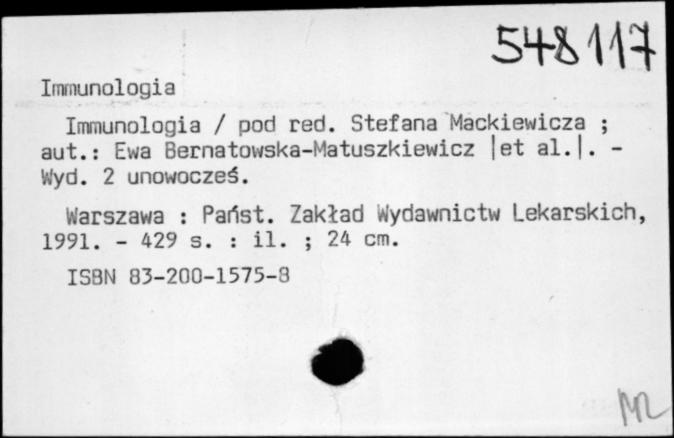 548117
Immunologia
Immunologia / pod red. Stefana Mackiewicza ;
aut.: Ewa Bernatowska-Matuszkiewicz |et al.|. -
Wyd. 2 unowocześ.
Warszawa : Państ. Zakład Wydawnictw Lekarskich,
1991. - 429 s. : il. ; 24 cm.
ISBN 83-200-1575-8